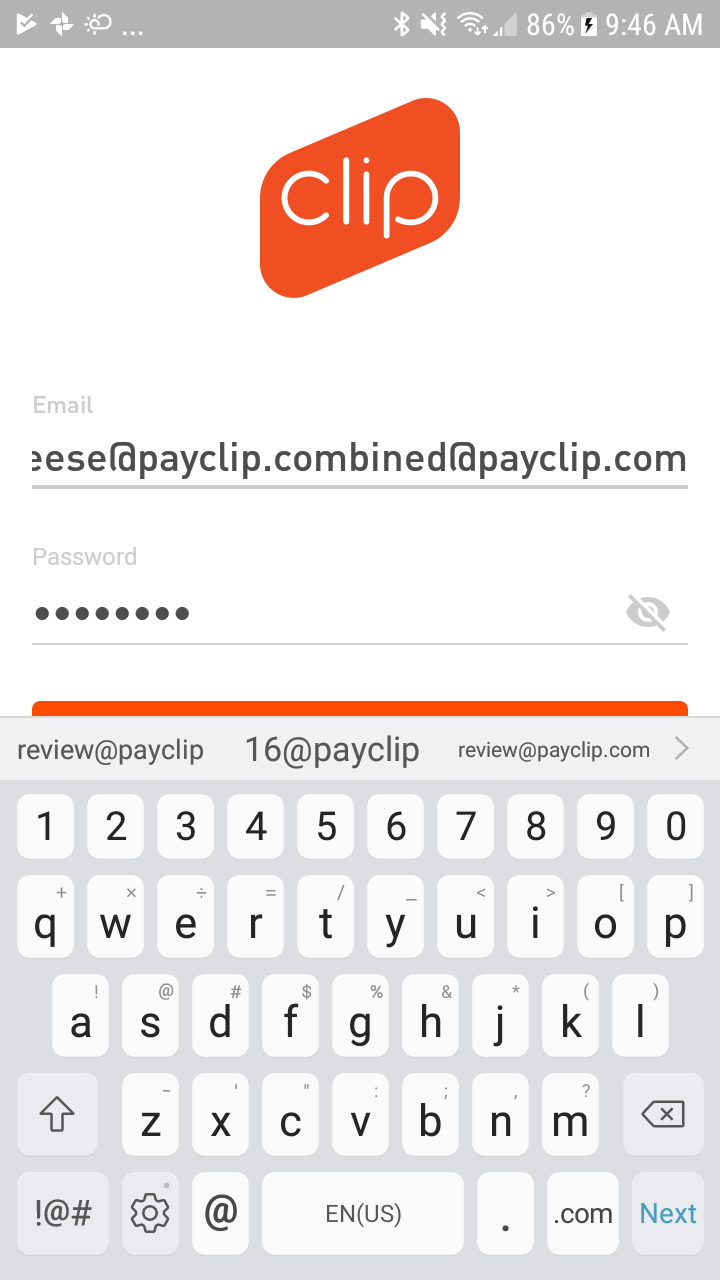 ... 86% 9:46 AM
clip
Email
eese@payclip.combined@payclip.com
Password
••••••••
review@payclip 16@payclip review@payclip.com
1 2 3 4 5 6 7 8 9 0
+ × ÷ = / _ < > [ ]
q w e r t y u i o p
! @ # $ % & * ( )
a s d f g h j k l
- ' " : ; , ?
z x c v b n m
!@# @ EN(US) . .com Next